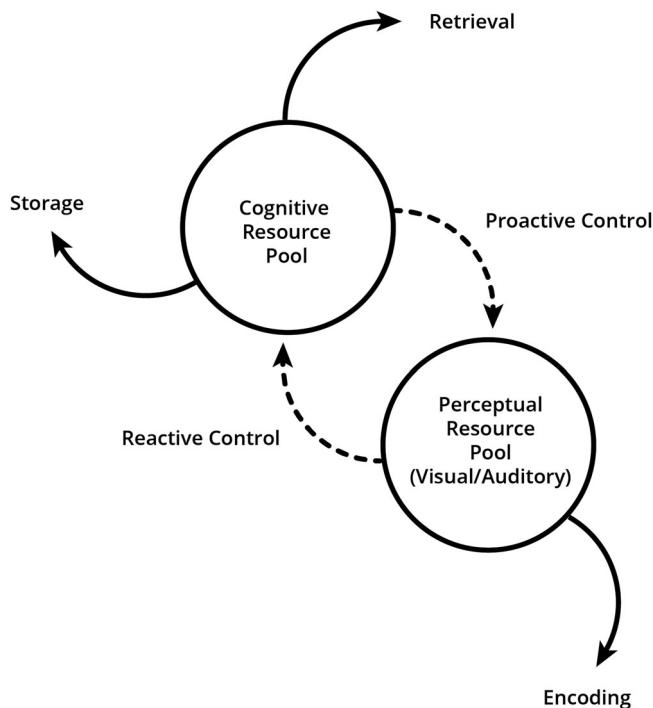 Retrieval
Storage
Cognitive
Resource
Pool
Proactive Control
Reactive Control
Perceptual
Resource
Pool
(Visual/Auditory)
Encoding